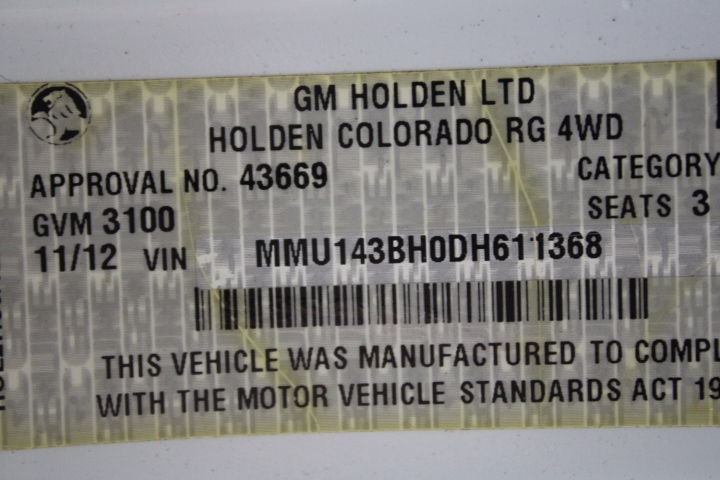 GM HOLDEN LTD
HOLDEN COLORADO RG 4WD
APPROVAL NO. 43669 CATEGORY
GVM 3100 SEATS 3
11/12 VIN MMU143BH0DH611368
THIS VEHICLE WAS MANUFACTURED TO COMPL
WITH THE MOTOR VEHICLE STANDARDS ACT 19